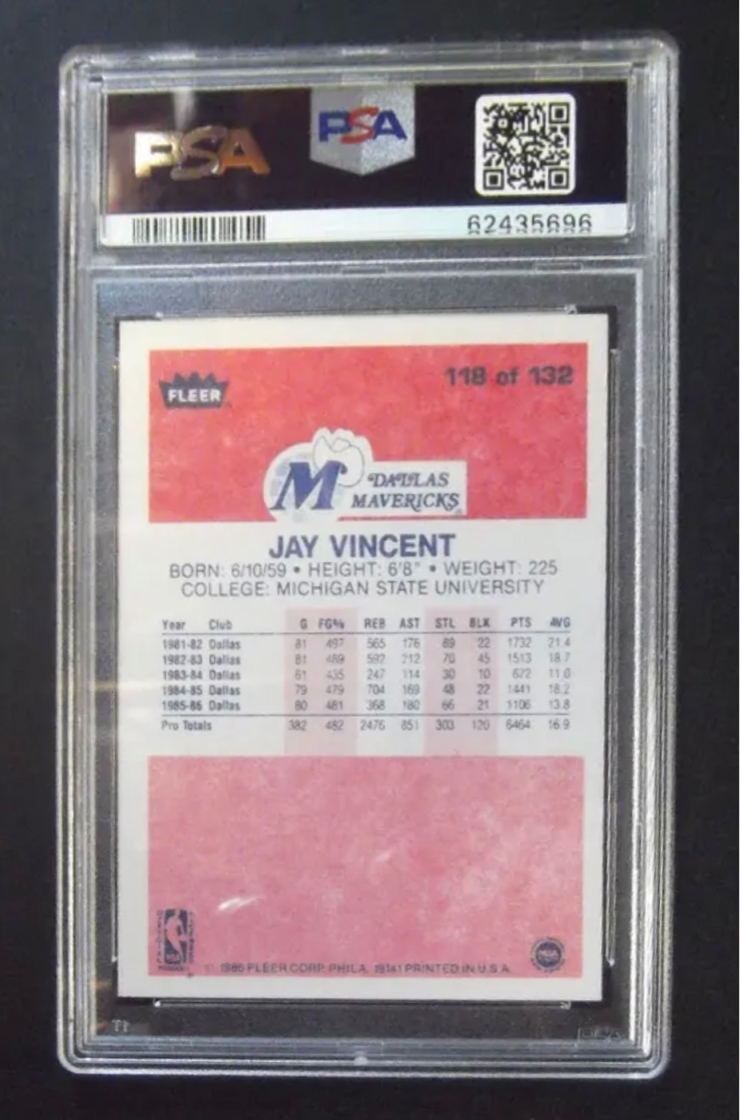 PSA
PSA
62435696
FLEER
118 of 132
M DALLAS
MAVERICKS
JAY VINCENT
BORN: 6/10/59 • HEIGHT: 6'8" • WEIGHT: 225
COLLEGE: MICHIGAN STATE UNIVERSITY
Year Club G FG% REB AST STL BLK PTS AVG
1981-82 Dallas 81 497 565 176 89 22 1732 21.4
1982-83 Dallas 81 489 592 212 70 45 1513 18.7
1983-84 Dallas 61 435 247 114 30 10 672 11.0
1984-85 Dallas 79 479 704 169 48 22 1441 18.2
1985-86 Dallas 80 481 368 180 66 21 1106 13.8
Pro Totals 382 482 2476 851 303 120 6464 16.9
© 1986 FLEER CORP. PHILA. 19141 PRINTED IN U.S.A.